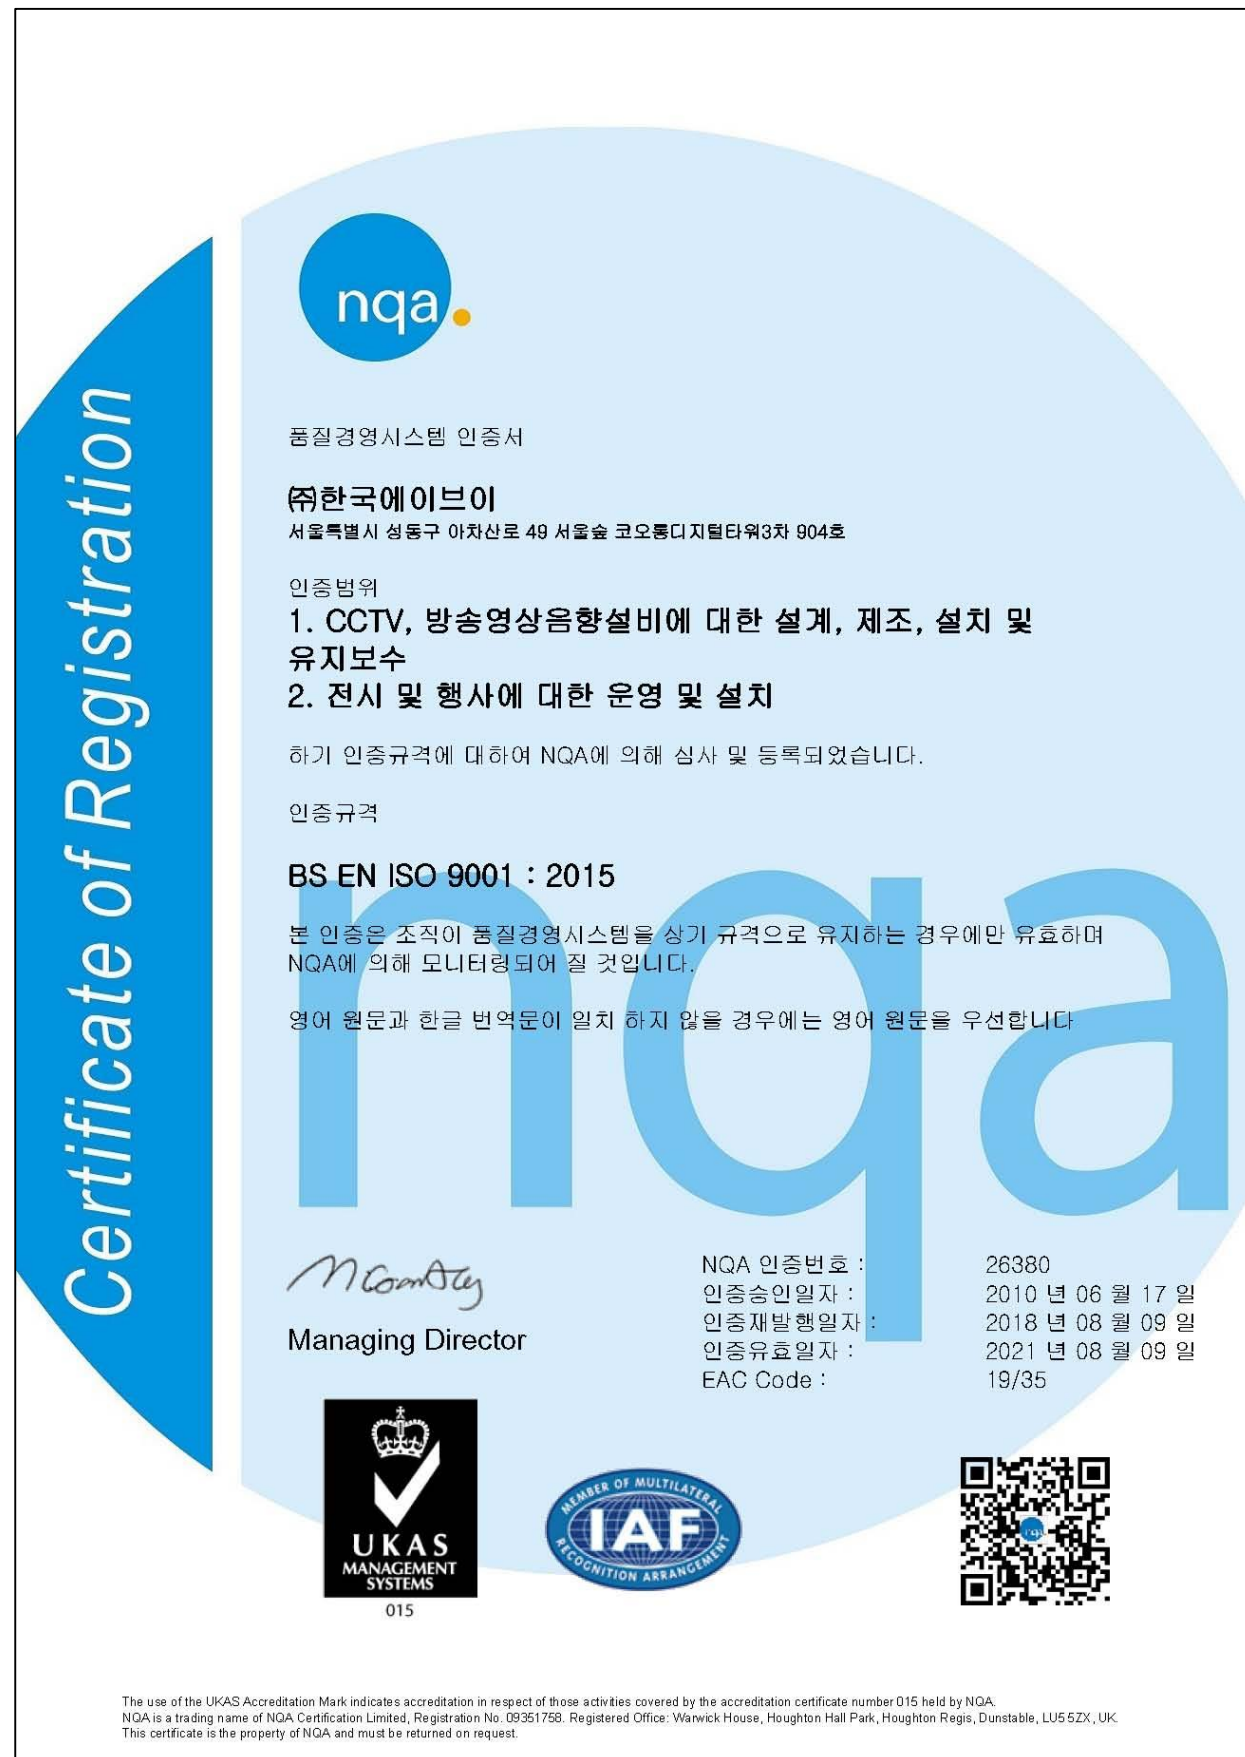 Certificate of Registration
nqa.
품질경영시스템 인증서
㈜한국에이브이
서울특별시 성동구 아차산로 49 서울숲 코오롱디지털타워3차 904호
인증범위
1. CCTV, 방송영상음향설비에 대한 설계, 제조, 설치 및
유지보수
2. 전시 및 행사에 대한 운영 및 설치
하기 인증규격에 대하여 NQA에 의해 심사 및 등록되었습니다.
인증규격
BS EN ISO 9001 : 2015
본 인증은 조직이 품질경영시스템을 상기 규격으로 유지하는 경우에만 유효하며
NQA에 의해 모니터링되어 질 것입니다.
영어 원문과 한글 번역문이 일치 하지 않을 경우에는 영어 원문을 우선합니다
nqa
Managing Director
NQA 인증번호 : 26380
인증승인일자 : 2010 년 06 월 17 일
인증재발행일자 : 2018 년 08 월 09 일
인증유효일자 : 2021 년 08 월 09 일
EAC Code : 19/35
UKAS
MANAGEMENT
SYSTEMS
015
MEMBER OF MULTILATERAL
IAF
RECOGNITION ARRANGEMENT
nqa
The use of the UKAS Accreditation Mark indicates accreditation in respect of those activities covered by the accreditation certificate number 015 held by NQA.
NQA is a trading name of NQA Certification Limited, Registration No. 09351758. Registered Office: Warwick House, Houghton Hall Park, Houghton Regis, Dunstable, LU5 5ZX, UK.
This certificate is the property of NQA and must be returned on request.